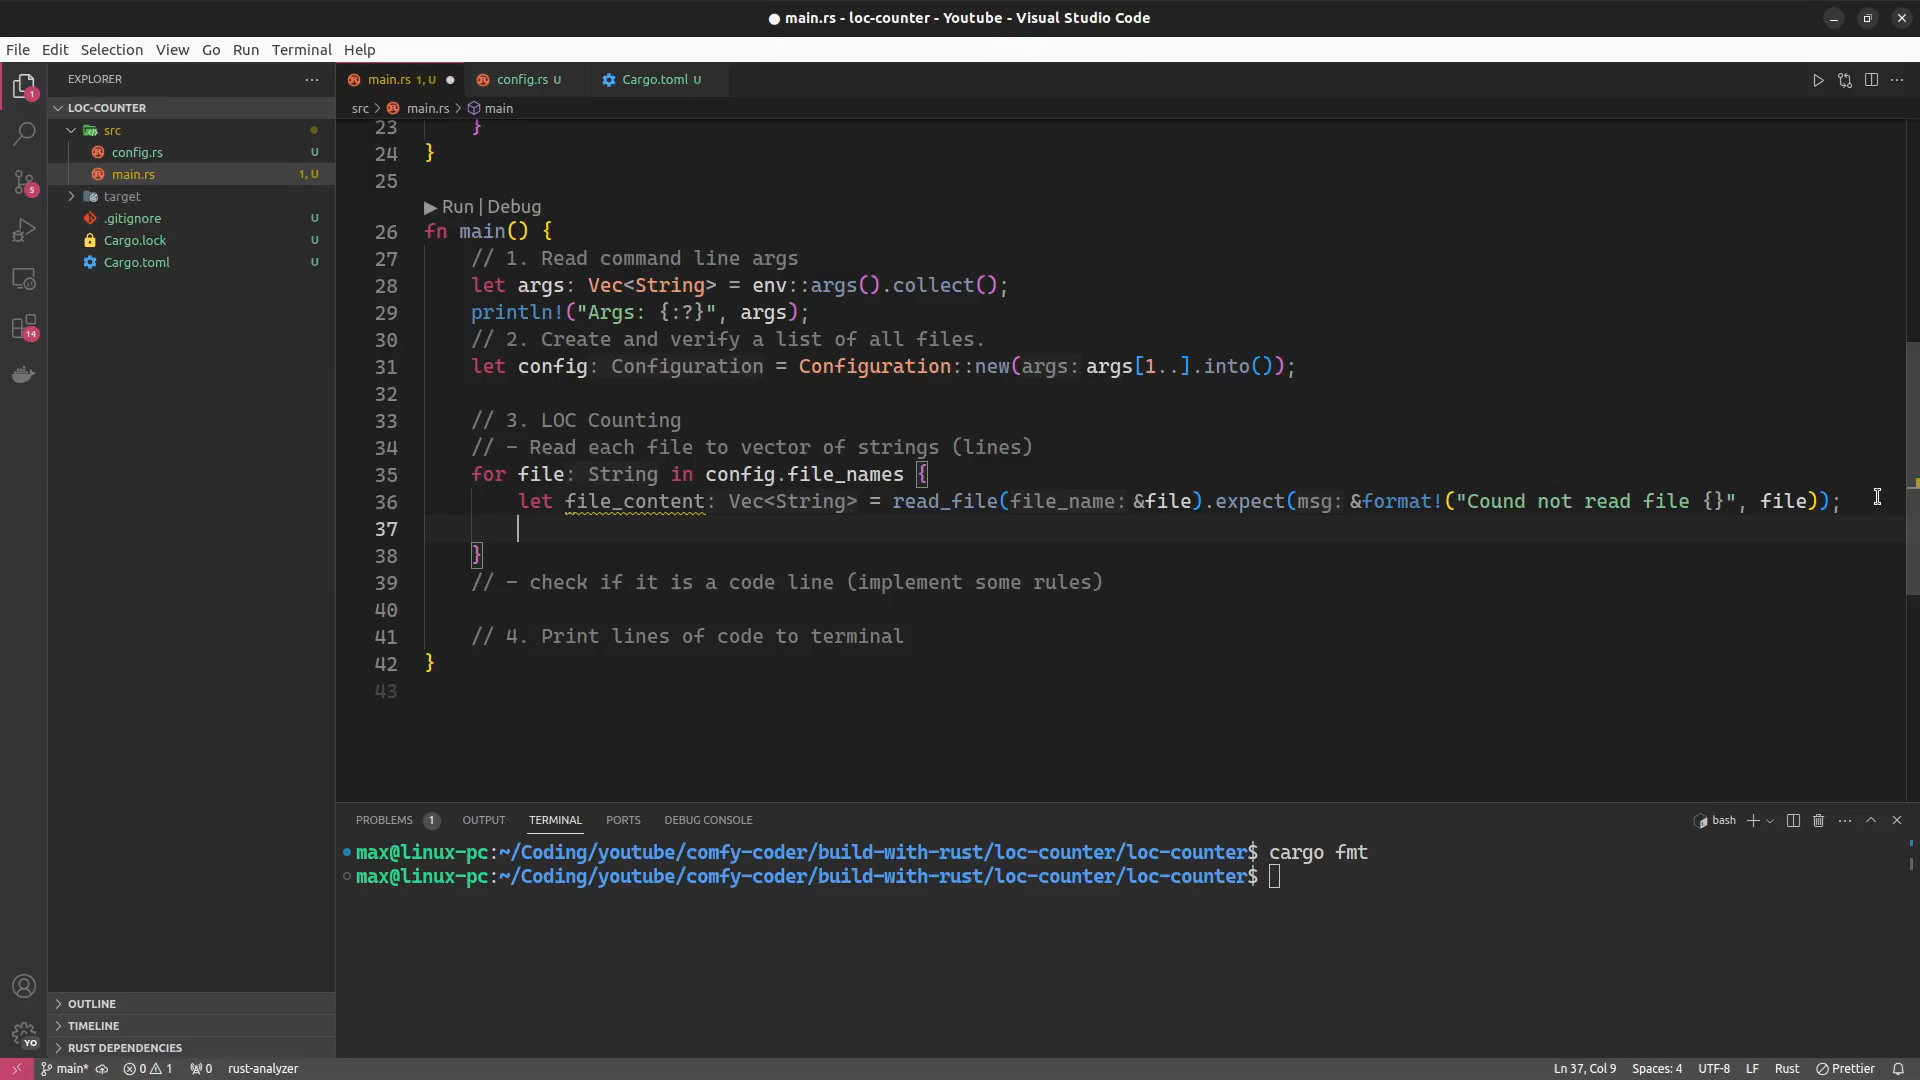 main.rs - loc-counter - Youtube - Visual Studio Code
File Edit Selection View Go Run Terminal Help
EXPLORER
main.rs 1, U
config.rs U
Cargo.toml U
LOC-COUNTER
src > main.rs > main
src
config.rs U
main.rs 1, U
target
.gitignore U
Cargo.lock U
Cargo.toml U
1
5
14
23 }
24 }
25
Run | Debug
26 fn main() {
27 // 1. Read command line args
28 let args: Vec<String> = env::args().collect();
29 println!("Args: {:?}", args);
30 // 2. Create and verify a list of all files.
31 let config: Configuration = Configuration::new(args: args[1..].into());
32
33 // 3. LOC Counting
34 // - Read each file to vector of strings (lines)
35 for file: String in config.file_names {
36 let file_content: Vec<String> = read_file(file_name: &file).expect(msg: &format!("Cound not read file {}", file));
37
38 }
39 // - check if it is a code line (implement some rules)
40
41 // 4. Print lines of code to terminal
42 }
43
PROBLEMS 1 OUTPUT TERMINAL PORTS DEBUG CONSOLE
bash
max@linux-pc:~/Coding/youtube/comfy-coder/build-with-rust/loc-counter/loc-counter$ cargo fmt
max@linux-pc:~/Coding/youtube/comfy-coder/build-with-rust/loc-counter/loc-counter$
OUTLINE
TIMELINE
RUST DEPENDENCIES
YO
main* 0 1 0 rust-analyzer
Ln 37, Col 9 Spaces: 4 UTF-8 LF Rust Prettier